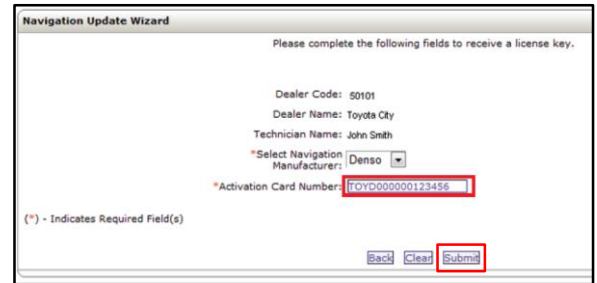 Navigation Update Wizard
Please complete the following fields to receive a license key.
Dealer Code: 50101
Dealer Name: Toyota City
Technician Name: John Smith
*Select Navigation
Manufacturer: Denso
*Activation Card Number: TOYD000000123456
(*) - Indicates Required Field(s)
Back Clear Submit